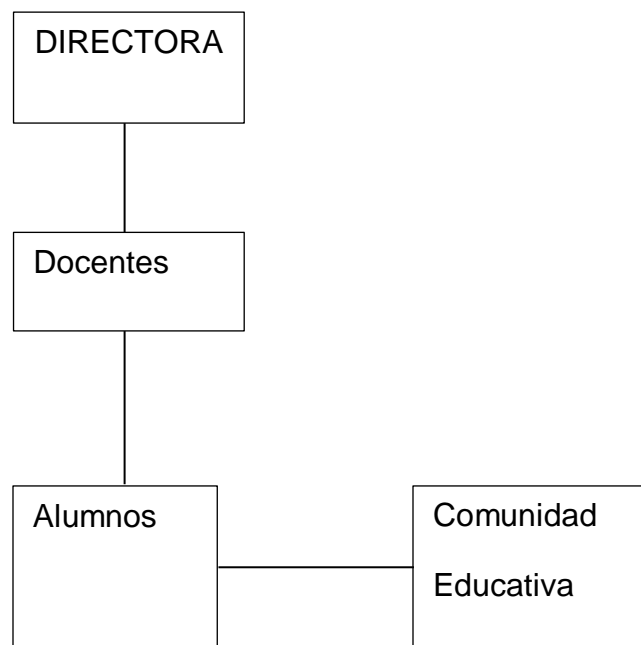 DIRECTORA
Docentes
Alumnos
Comunidad
Educativa